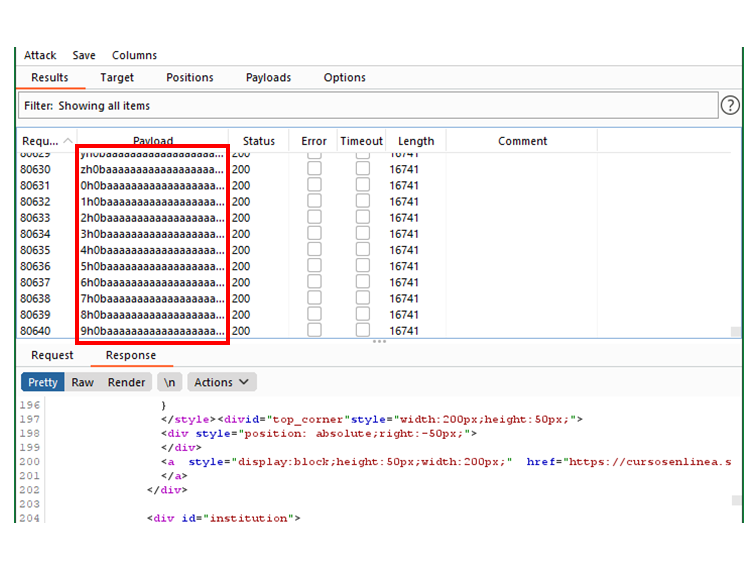 Attack Save Columns
Results Target Positions Payloads Options
Filter: Showing all items ?
Requ... Payload Status Error Timeout Length Comment
80629 yh0baaaaaaaaaaaaaaaaaaa... 200 16741
80630 zh0baaaaaaaaaaaaaaaaaaa... 200 16741
80631 0h0baaaaaaaaaaaaaaaaaaa... 200 16741
80632 1h0baaaaaaaaaaaaaaaaaaa... 200 16741
80633 2h0baaaaaaaaaaaaaaaaaaa... 200 16741
80634 3h0baaaaaaaaaaaaaaaaaaa... 200 16741
80635 4h0baaaaaaaaaaaaaaaaaaa... 200 16741
80636 5h0baaaaaaaaaaaaaaaaaaa... 200 16741
80637 6h0baaaaaaaaaaaaaaaaaaa... 200 16741
80638 7h0baaaaaaaaaaaaaaaaaaa... 200 16741
80639 8h0baaaaaaaaaaaaaaaaaaa... 200 16741
80640 9h0baaaaaaaaaaaaaaaaaaa... 200 16741
Request Response
Pretty Raw Render \n Actions
196 }
197 </style><divid="top_corner"style="width:200px;height:50px;">
198 <div style="position: absolute;right:-50px;">
199 </div>
200 <a style="display:block;height:50px;width:200px;" href="https://cursosenlinea.s
201 </a>
202 </div>
203
204 <div id="institution">